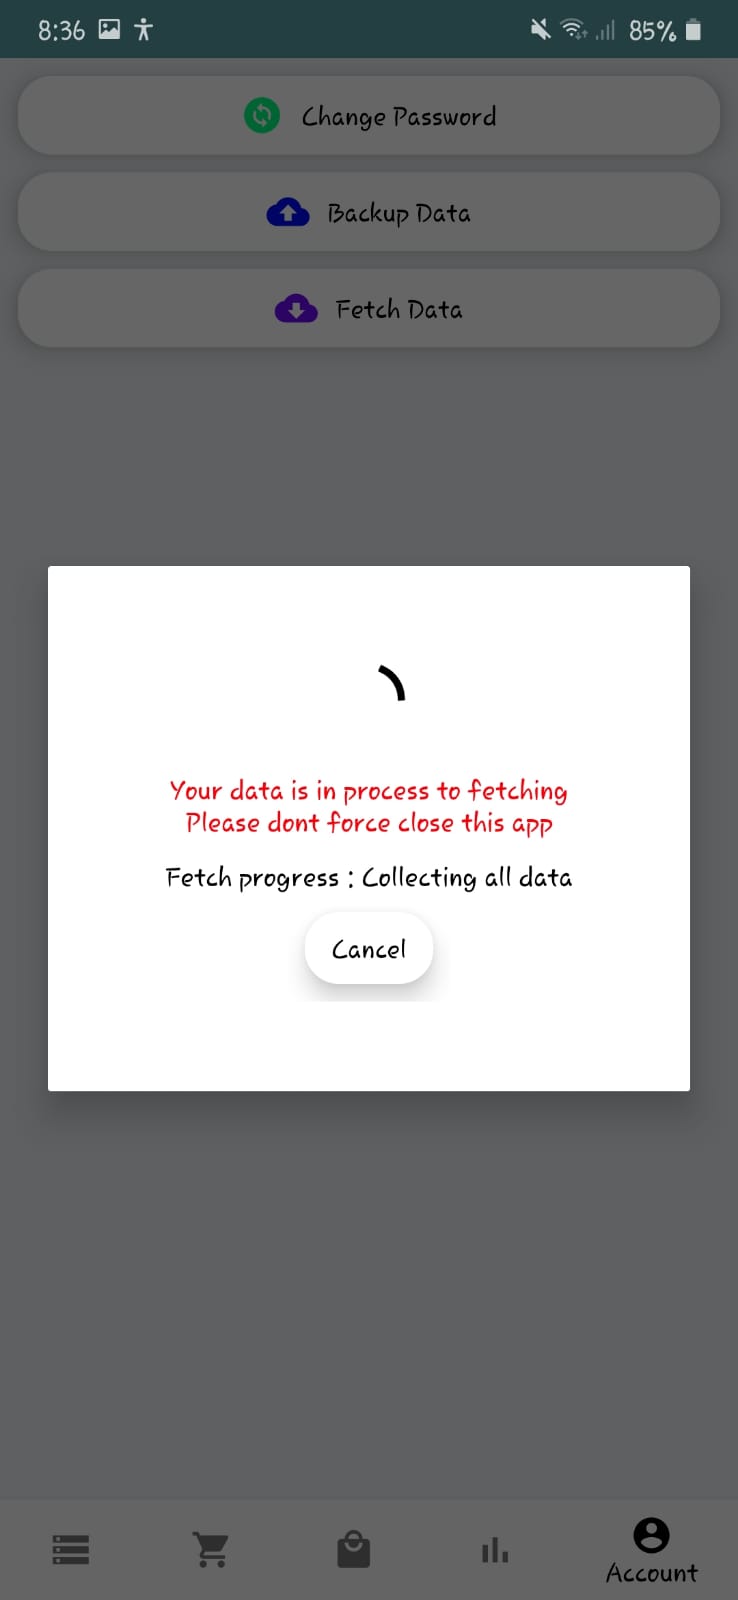 8:36 85%
Change Password
Backup Data
Fetch Data
Your data is in process to fetching
Please dont force close this app
Fetch progress : Collecting all data
Cancel
Account